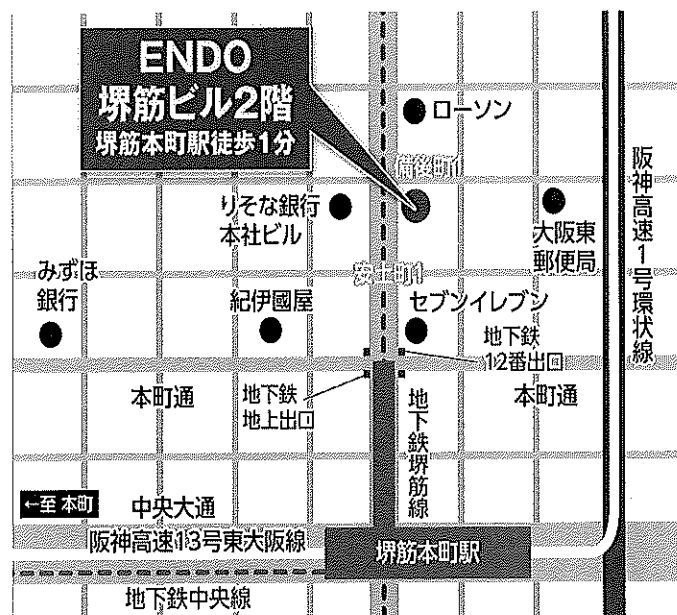 ENDO
堺筋ビル2階
堺筋本町駅徒歩1分
ローソン
備後町1
りそな銀行
本社ビル
大阪東
郵便局
阪神高速1号環状線
安土町1
みずほ
銀行
紀伊國屋
セブンイレブン
地下鉄
12番出口
本町通
地下鉄
地上出口
地下鉄堺筋線
本町通
←至 本町
中央大通
阪神高速13号東大阪線
堺筋本町駅
地下鉄中央線